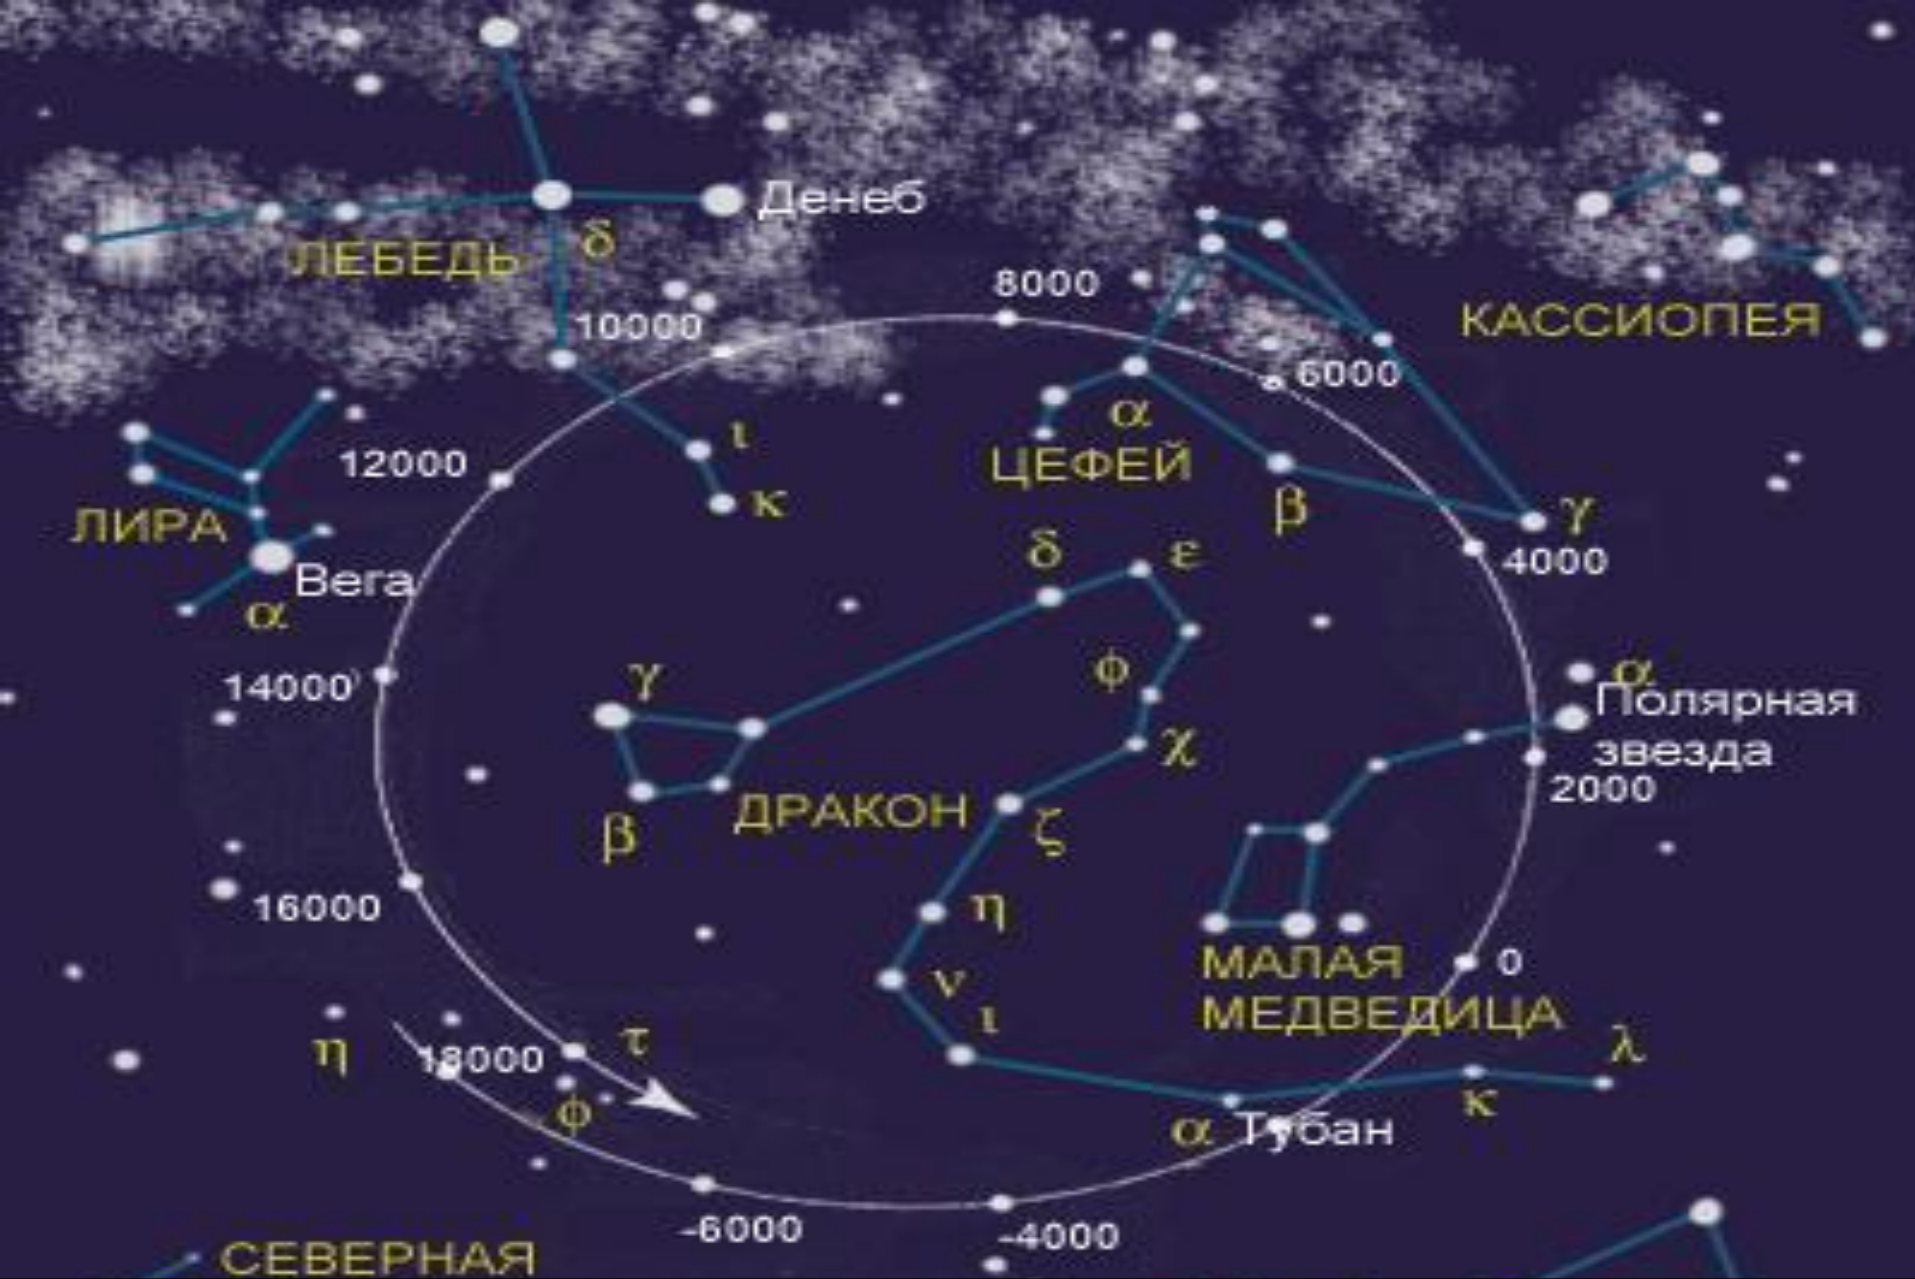 Денеб
δ
ЛЕБЕДЬ
8000
10000
КАССИОПЕЯ
6000
α
ι
12000
ЦЕФЕЙ
κ
β
γ
ЛИРА
δ
ε
4000
Вега
α
γ
φ
α
14000
Полярная
звезда
χ
2000
ДРАКОН
β
ζ
16000
η
МАЛАЯ
0
ν
МЕДВЕДИЦА
ι
η
18000
τ
λ
φ
κ
α Тубан
-6000
-4000
СЕВЕРНАЯ